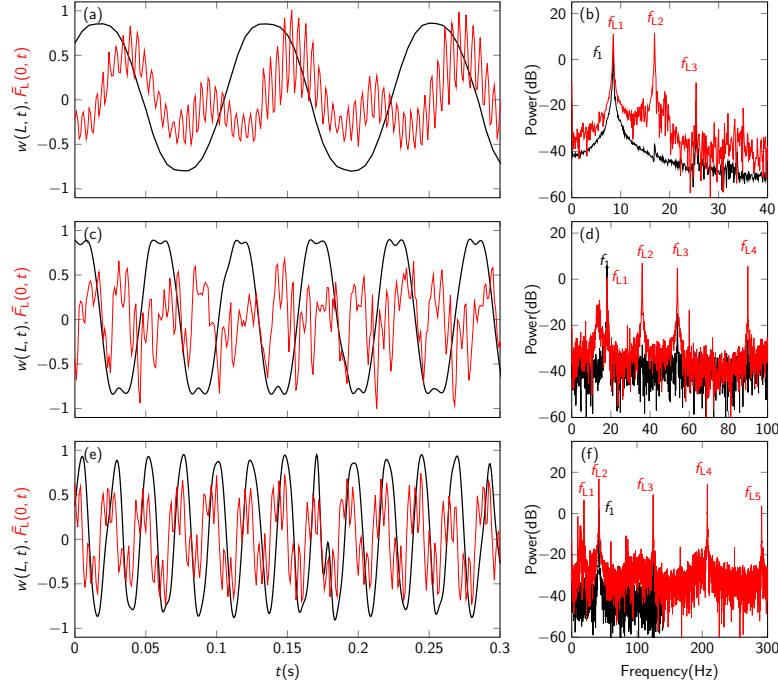 (a)
1
0.5
0
−0.5
−1
w(L, t), F̄L(0, t)
(b)
f1
fL1
fL2
fL3
20
0
−20
−40
−60
Power(dB)
0 10 20 30 40
(c)
1
0.5
0
−0.5
−1
w(L, t), F̄L(0, t)
(d)
f1
fL1
fL2
fL3
fL4
20
0
−20
−40
−60
Power(dB)
0 20 40 60 80 100
(e)
1
0.5
0
−0.5
−1
w(L, t), F̄L(0, t)
0 0.05 0.1 0.15 0.2 0.25 0.3
t(s)
(f)
fL1
fL2
f1
fL3
fL4
fL5
20
0
−20
−40
−60
Power(dB)
0 100 200 300
Frequency(Hz)